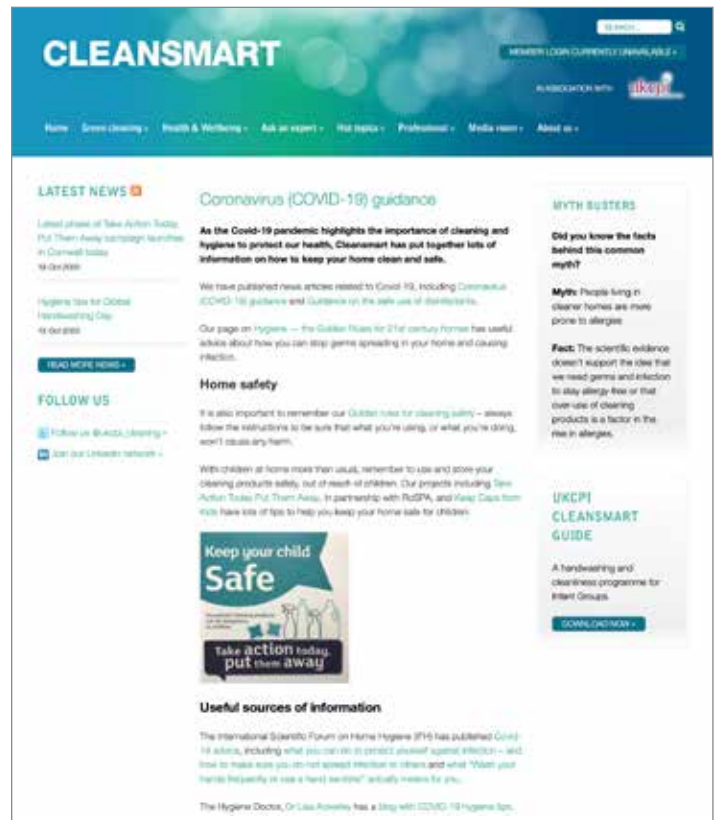 CLEANSMART
SEARCH...
MEMBER LOGIN CURRENTLY UNAVAILABLE »
IN ASSOCIATION WITH
ukcpi
Home Green cleaning Health & Wellbeing Ask an expert Hot topics Professional Media room About us
LATEST NEWS
Latest phase of Take Action Today,
Put Them Away campaign launches
in Cornwall today
Hygiene tips for Global
Handwashing Day
READ MORE NEWS »
FOLLOW US
Follow us @ukcpi_cleaning »
Join our LinkedIn network »
Coronavirus (COVID-19) guidance
As the Covid-19 pandemic highlights the importance of cleaning and
hygiene to protect our health, Cleansmart has put together lots of
information on how to keep your home clean and safe.
We have published news articles related to Covid-19, including Coronavirus
(COVID-19) guidance and Guidance on the safe use of disinfectants.
Our page on Hygiene — the Golden Rules for 21st century homes has useful
advice about how you can stop germs spreading in your home and causing
infection.
Home safety
It is also important to remember our Golden rules for cleaning safety – always
follow the instructions to be sure that what you're using, or what you're doing,
won't cause any harm.
With children at home more than usual, remember to use and store your
cleaning products safely, out of reach of children. Our projects including Take
Action Today Put Them Away, in partnership with RoSPA, and Keep Caps from
Kids have lots of tips to help you keep your home safe for children.
Keep your child
Safe
Household cleaning products
can be dangerous
to children
Take action today,
put them away
Useful sources of information
The International Scientific Forum on Home Hygiene (IFH) has published Covid-
19 advice, including what you can do to protect yourself against infection – and
how to make sure you do not spread infection to others and what "Wash your
hands frequently or use a hand sanitizer" actually means for you.
The Hygiene Doctor, Dr Lisa Ackerley has a blog with COVID-19 hygiene tips.
MYTH BUSTERS
Did you know the facts
behind this common
myth?
Myth: People living in
cleaner homes are more
prone to allergies
Fact: The scientific evidence
doesn't support the idea that
we need germs and infection
to stay allergy-free or that
over-use of cleaning
products is a factor in the
rise in allergies.
UKCPI
CLEANSMART
GUIDE
A handwashing and
cleanliness programme for
Infant Groups.
DOWNLOAD NOW »